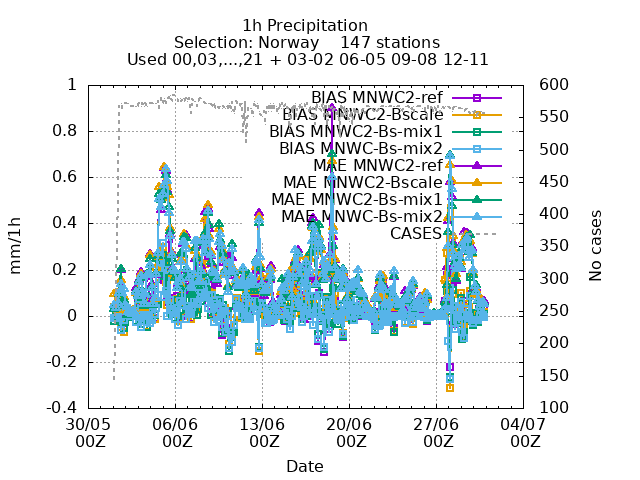 1h Precipitation
Selection: Norway    147 stations
Used 00,03,...,21 + 03-02 06-05 09-08 12-11
1
0.8
0.6
0.4
0.2
0
-0.2
-0.4
mm/1h
600
550
500
450
400
350
300
250
200
150
100
No cases
BIAS MNWC2-ref
BIAS MNWC2-Bscale
BIAS MNWC2-Bs-mix1
BIAS MNWC-Bs-mix2
MAE MNWC2-ref
MAE MNWC2-Bscale
MAE MNWC2-Bs-mix1
MAE MNWC-Bs-mix2
CASES
30/05 06/06 13/06 20/06 27/06 04/07
00Z 00Z 00Z 00Z 00Z 00Z
Date